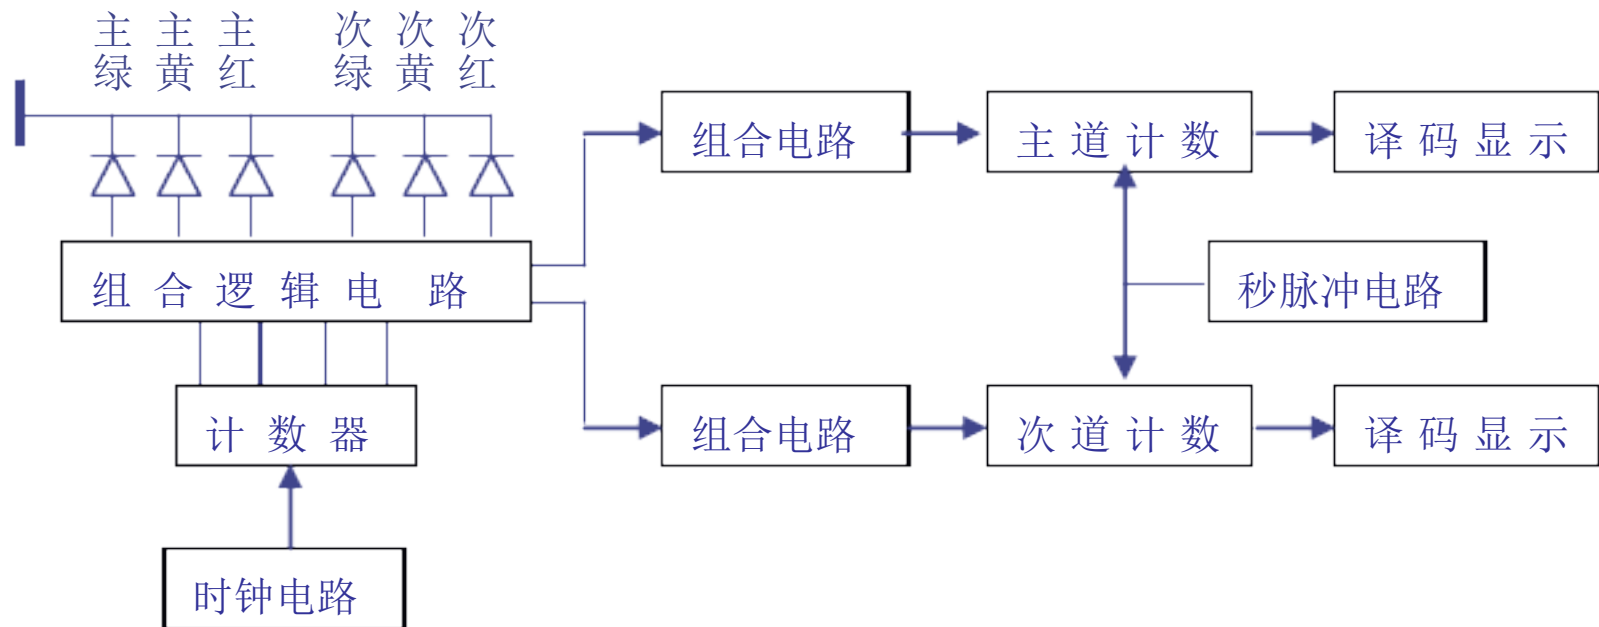 主绿
主黄
主红
次绿
次黄
次红
组合电路
主道计数
译码显示
组合逻辑电路
秒脉冲电路
计数器
组合电路
次道计数
译码显示
时钟电路